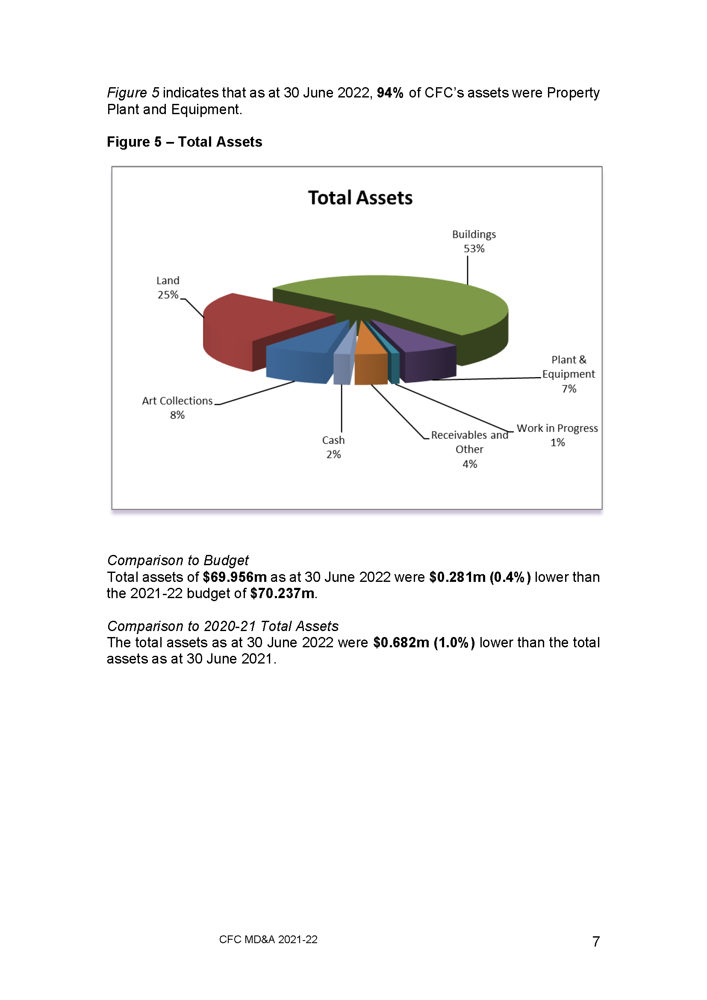 Figure 5 indicates that as at 30 June 2022, 94% of CFC’s assets were Property
Plant and Equipment.
Figure 5 – Total Assets
Total Assets
Buildings
53%
Land
25%
Plant &
Equipment
7%
Art Collections
8%
Work in Progress
1%
Receivables and
Other
4%
Cash
2%
Comparison to Budget
Total assets of $69.956m as at 30 June 2022 were $0.281m (0.4%) lower than
the 2021-22 budget of $70.237m.
Comparison to 2020-21 Total Assets
The total assets as at 30 June 2022 were $0.682m (1.0%) lower than the total
assets as at 30 June 2021.
CFC MD&A 2021-22
7